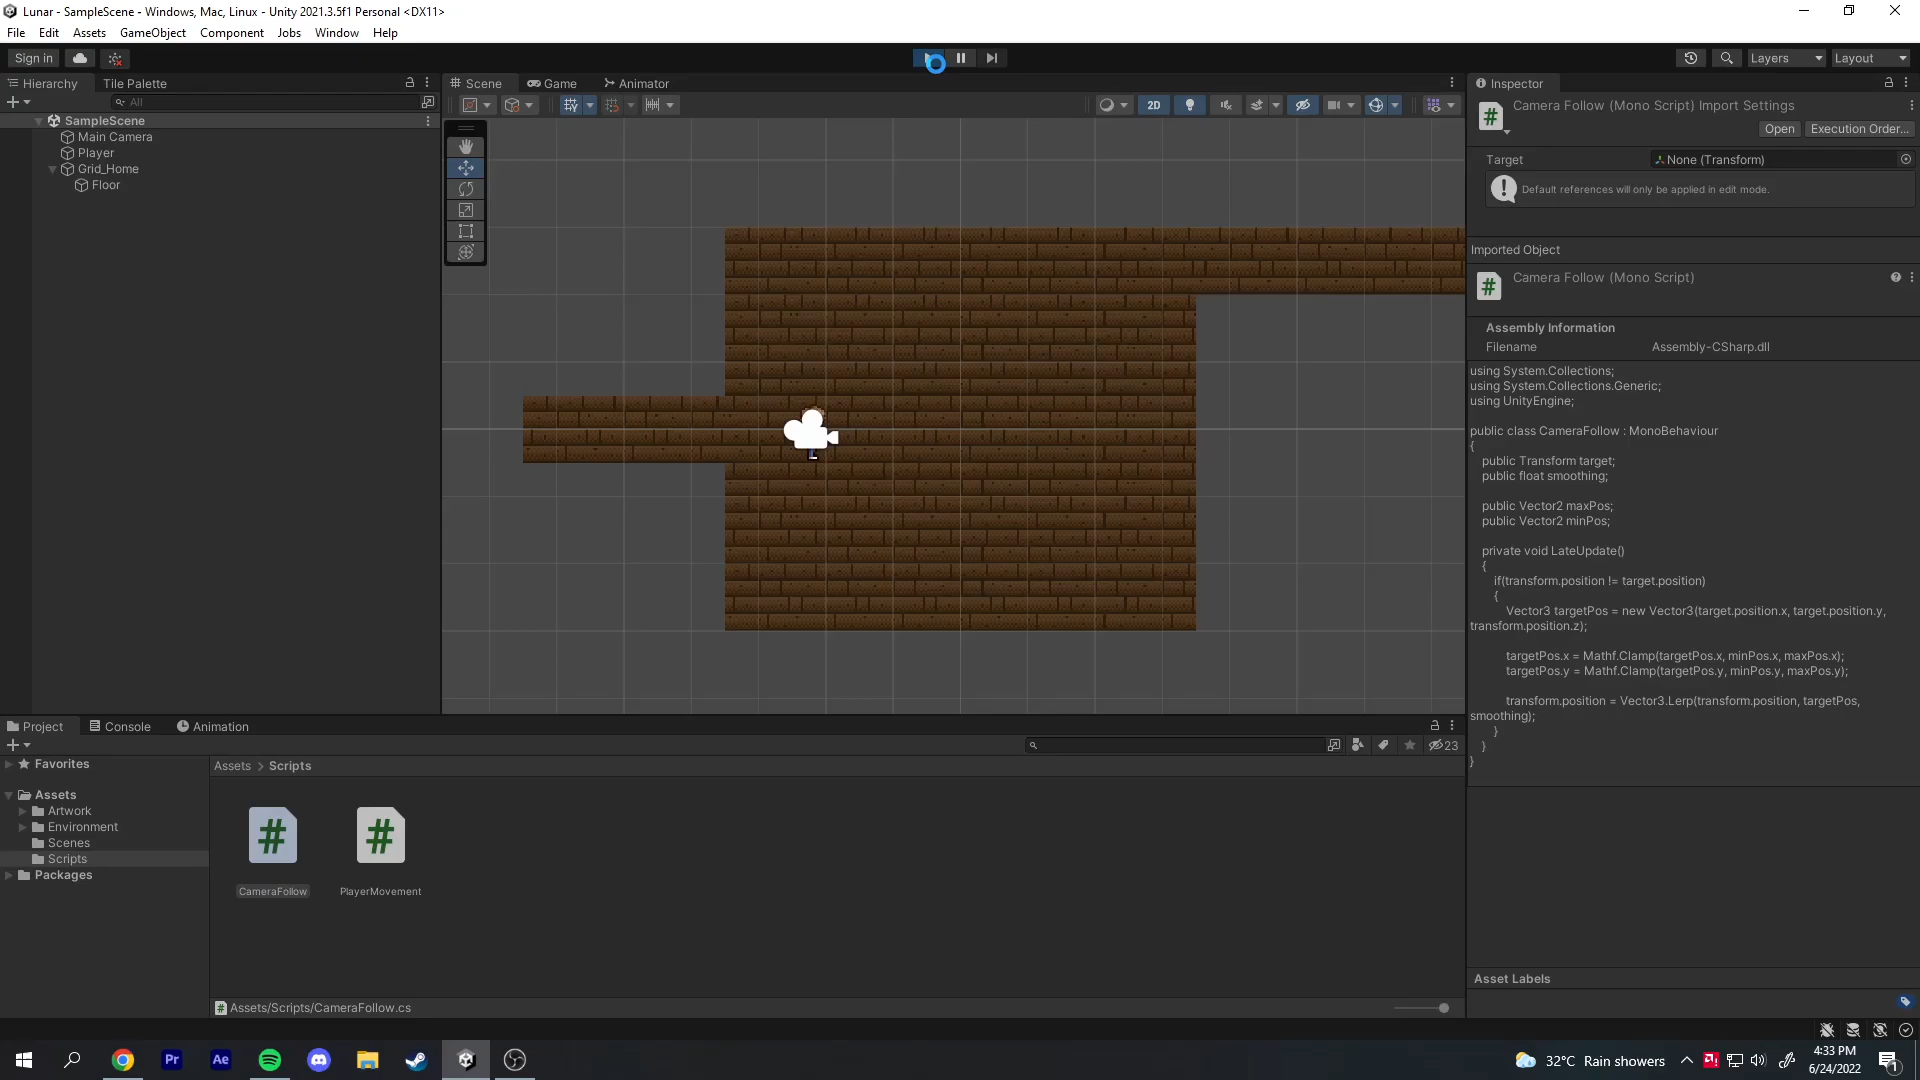 Lunar - SampleScene - Windows, Mac, Linux - Unity 2021.3.5f1 Personal <DX11>
File Edit Assets GameObject Component Jobs Window Help
Sign in
Layers
Layout
Hierarchy
Tile Palette
All
SampleScene
Main Camera
Player
Grid_Home
Floor
Scene
Game
Animator
2D
Inspector
Camera Follow (Mono Script) Import Settings
Open
Execution Order...
Target
None (Transform)
Default references will only be applied in edit mode.
Imported Object
Camera Follow (Mono Script)
Assembly Information
Filename
Assembly-CSharp.dll
using System.Collections;
using System.Collections.Generic;
using UnityEngine;
public class CameraFollow : MonoBehaviour
{
public Transform target;
public float smoothing;
public Vector2 maxPos;
public Vector2 minPos;
private void LateUpdate()
{
if(transform.position != target.position)
{
Vector3 targetPos = new Vector3(target.position.x, target.position.y,
transform.position.z);
targetPos.x = Mathf.Clamp(targetPos.x, minPos.x, maxPos.x);
targetPos.y = Mathf.Clamp(targetPos.y, minPos.y, maxPos.y);
transform.position = Vector3.Lerp(transform.position, targetPos,
smoothing);
}
}
}
Asset Labels
Project
Console
Animation
23
Favorites
Assets
Artwork
Environment
Scenes
Scripts
Packages
Assets > Scripts
CameraFollow
PlayerMovement
Assets/Scripts/CameraFollow.cs
Pr
Ae
32°C Rain showers
4:33 PM
6/24/2022
1